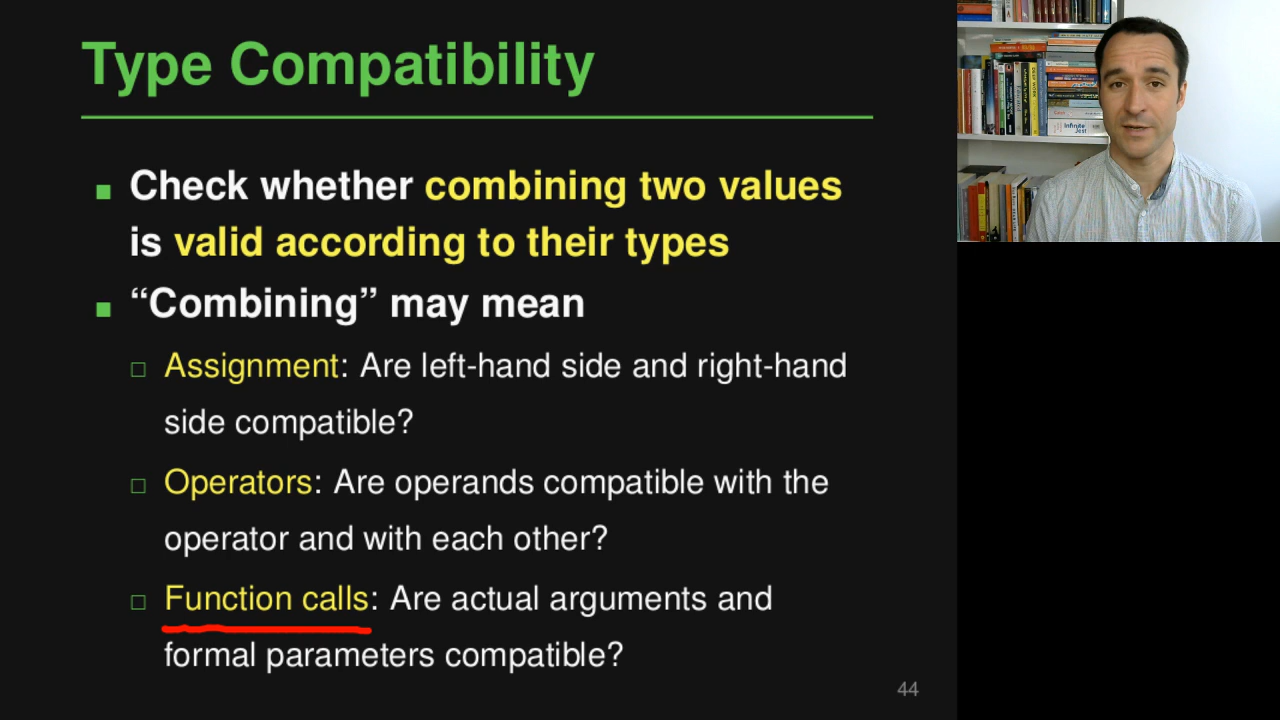 Type Compatibility
Check whether combining two values
is valid according to their types
“Combining” may mean
Assignment: Are left-hand side and right-hand
side compatible?
Operators: Are operands compatible with the
operator and with each other?
Function calls: Are actual arguments and
formal parameters compatible?
44
Infinite
Jest